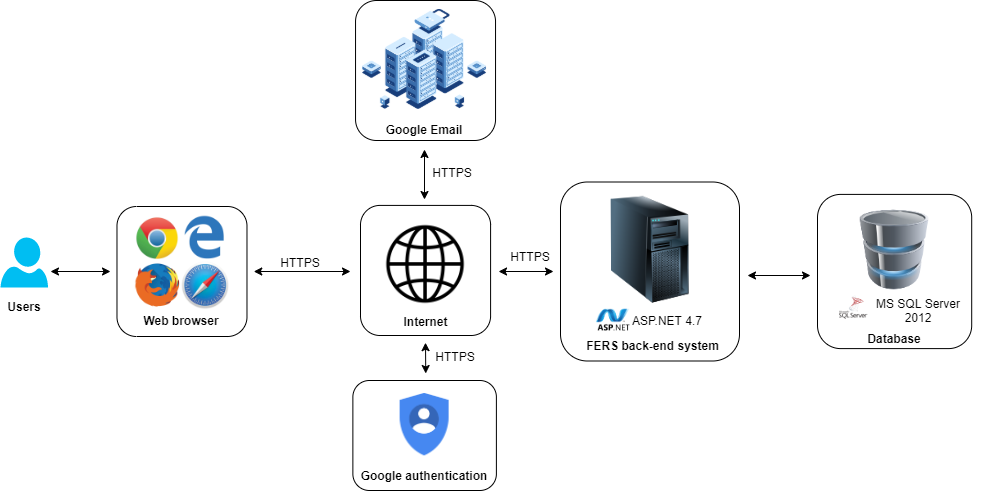 Google Email
HTTPS
HTTPS
HTTPS
Users
Web browser
Internet
ASP.NET
ASP.NET 4.7
FERS back-end system
SQL Server
MS SQL Server
2012
Database
HTTPS
Google authentication